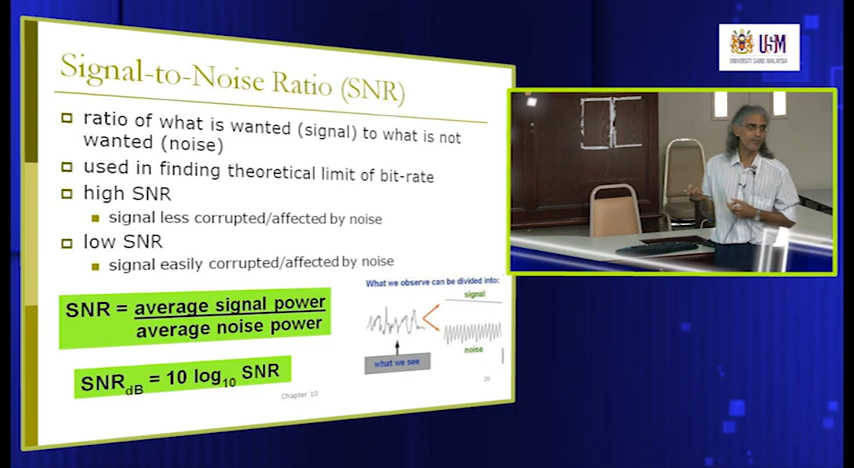 Signal-to-Noise Ratio (SNR)
ratio of what is wanted (signal) to what is not
wanted (noise)
used in finding theoretical limit of bit-rate
high SNR
signal less corrupted/affected by noise
low SNR
signal easily corrupted/affected by noise
SNR = average signal power
average noise power
SNRdB = 10 log10 SNR
What we observe can be divided into:
signal
what we see
noise
Chapter 10
USM
UNIVERSITI SAINS MALAYSIA